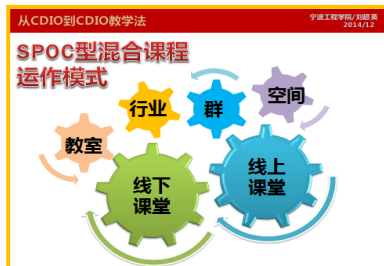 从CDIO到CDIO教学法
宁波工程学院/刘超英
2014/12
SPOC型混合课程
运作模式
行业
群
空间
教室
线下
课堂
线上
课堂